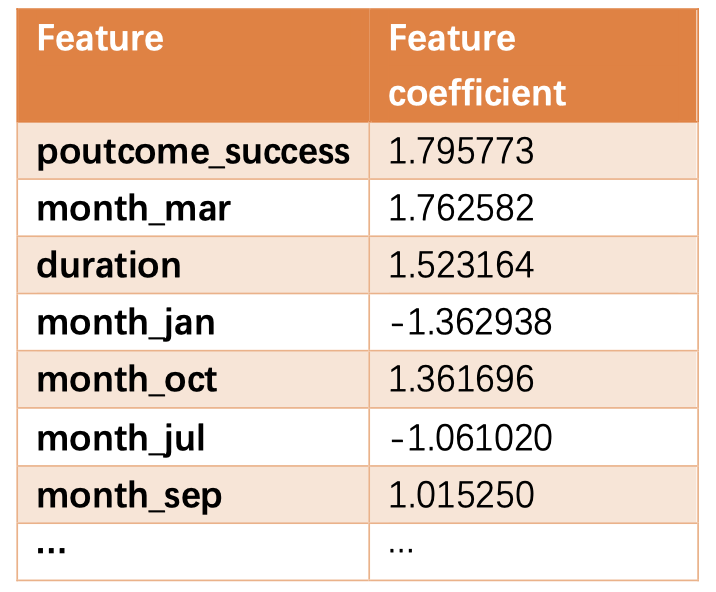 Feature Feature
coefficient
poutcome_success 1.795773
month_mar 1.762582
duration 1.523164
month_jan -1.362938
month_oct 1.361696
month_jul -1.061020
month_sep 1.015250
... ...